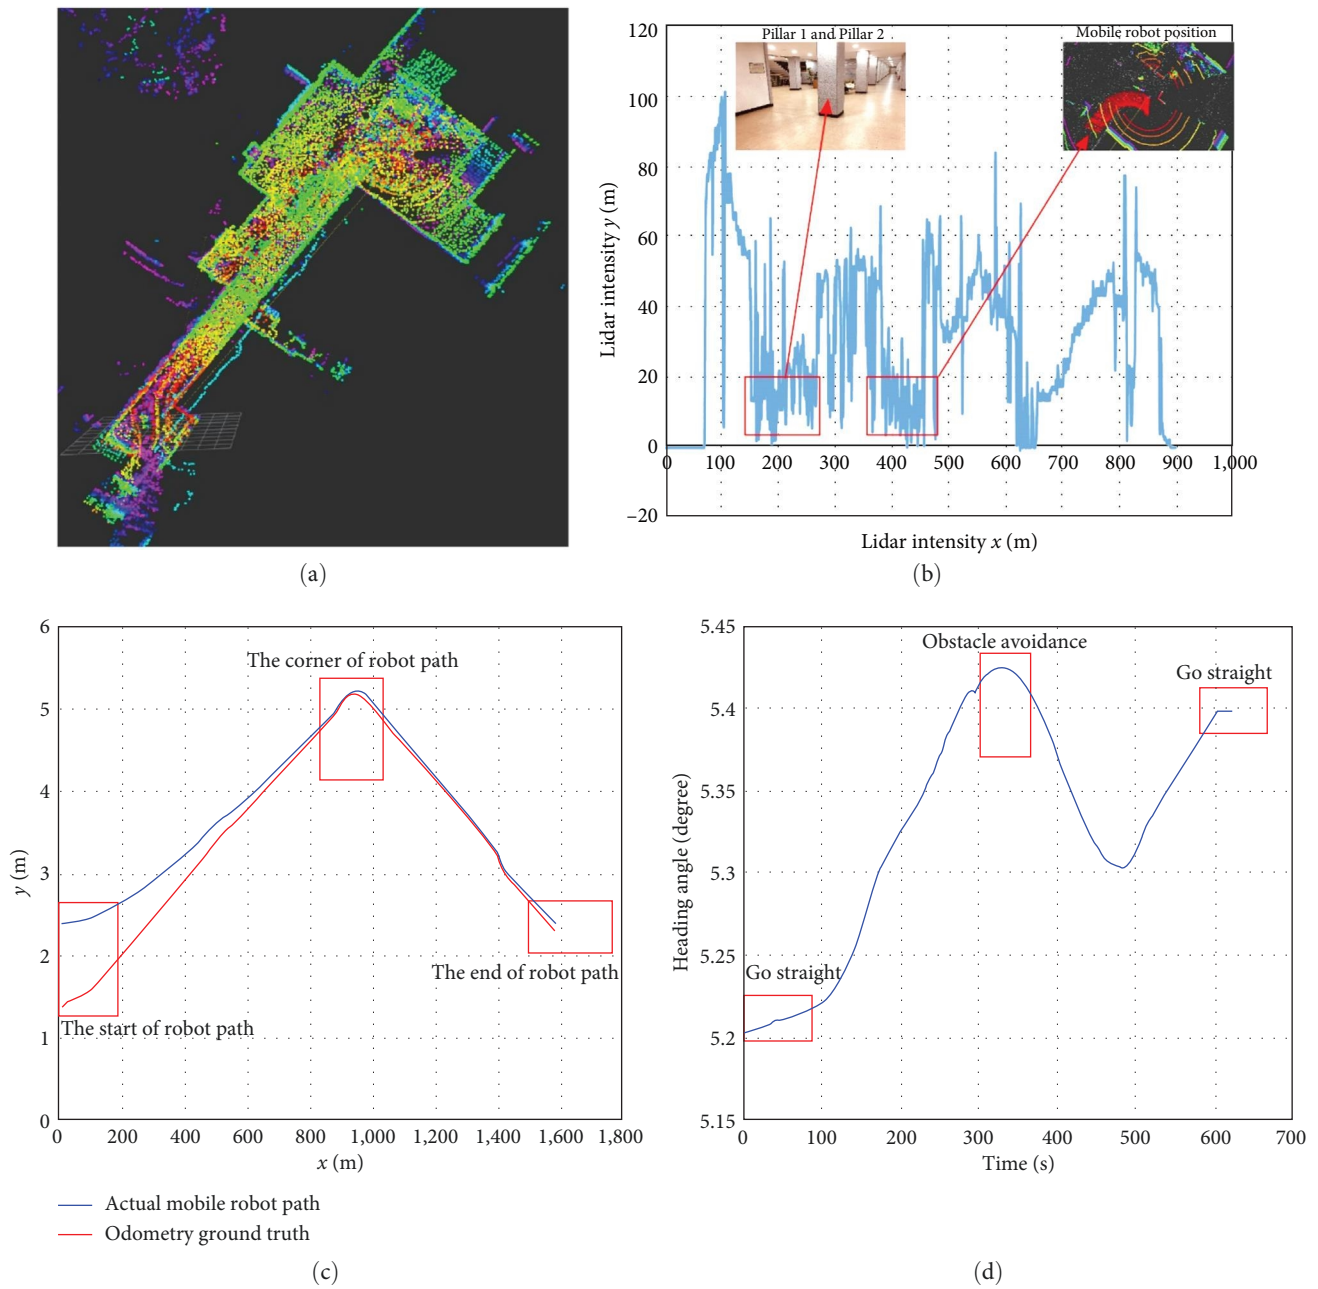 (a)
120
100
80
60
40
20
0
–20
Lidar intensity y (m)
Pillar 1 and Pillar 2
Mobile robot position
0 100 200 300 400 500 600 700 800 900 1,000
Lidar intensity x (m)
(b)
6
5
4
3
2
1
0
y (m)
The corner of robot path
The end of robot path
The start of robot path
0 200 400 600 800 1,000 1,200 1,400 1,600 1,800
x (m)
Actual mobile robot path
Odometry ground truth
(c)
5.45
5.4
5.35
5.3
5.25
5.2
5.15
Heading angle (degree)
Obstacle avoidance
Go straight
Go straight
0 100 200 300 400 500 600 700
Time (s)
(d)